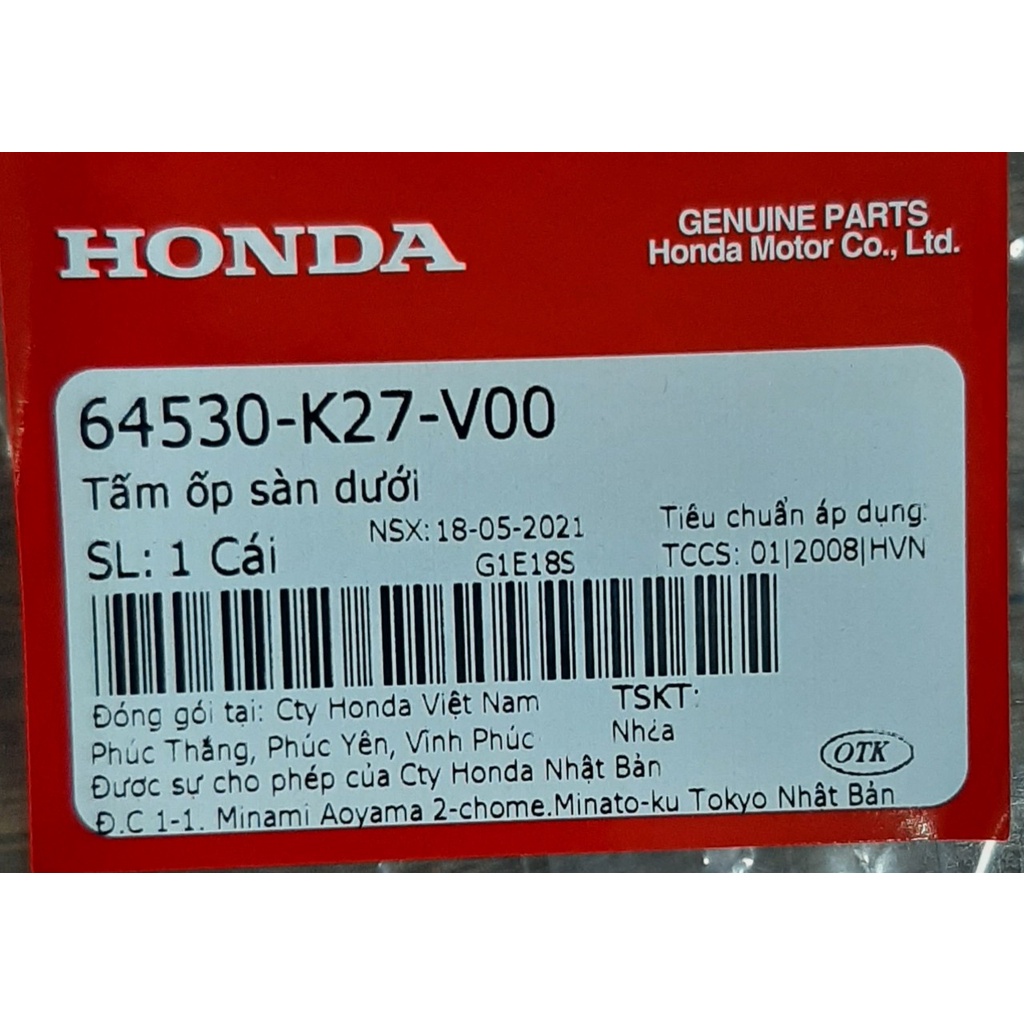 HONDA
GENUINE PARTS
Honda Motor Co., Ltd.
64530-K27-V00
Tấm ốp sàn dưới
SL: 1 Cái
NSX: 18-05-2021
G1E18S
Tiêu chuẩn áp dụng:
TCCS: 01|2008|HVN
Đóng gói tại: Cty Honda Việt Nam
Phúc Thắng, Phúc Yên, Vĩnh Phúc
Được sự cho phép của Cty Honda Nhật Bản
Đ.C 1-1. Minami Aoyama 2-chome.Minato-ku Tokyo Nhật Bản
TSKT:
Nhựa
OTK